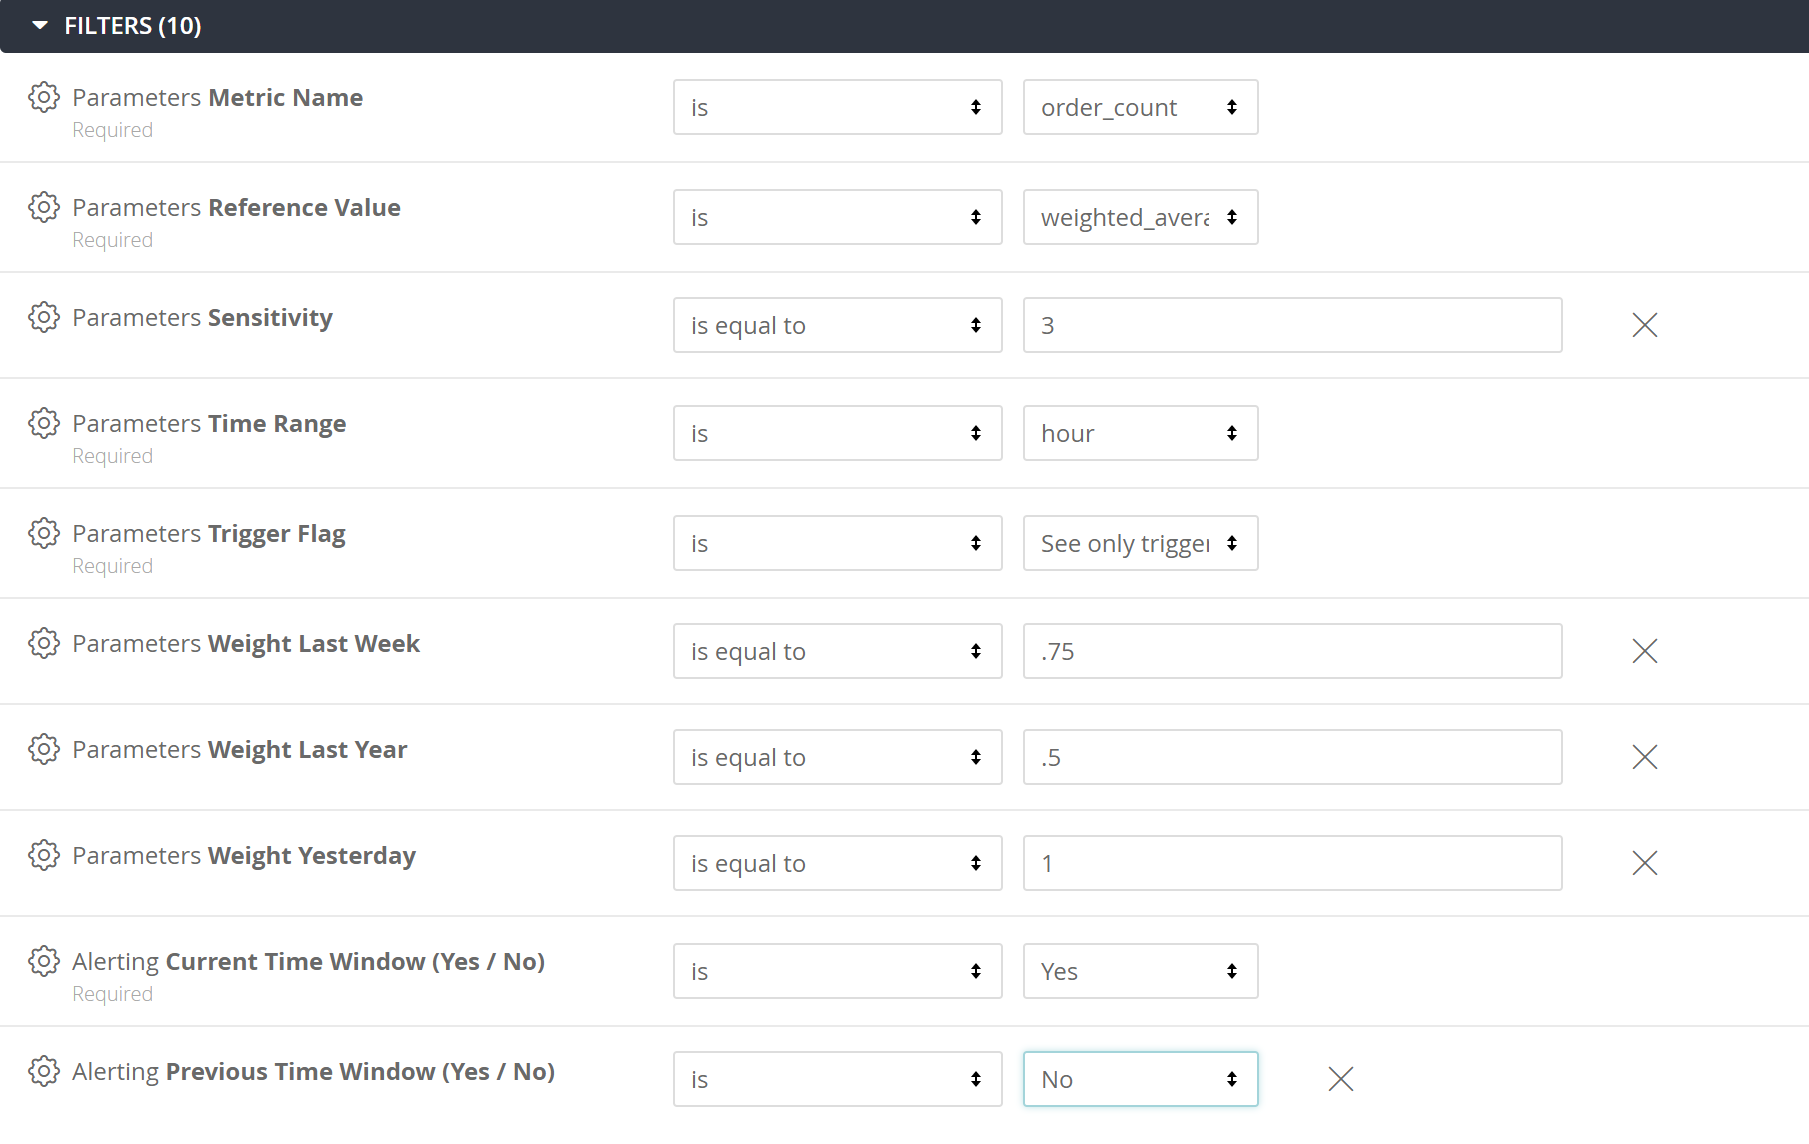 FILTERS (10)
Parameters Metric Name
is
order_count
Required
Parameters Reference Value
is
weighted_avera
Required
Parameters Sensitivity
is equal to
3
Parameters Time Range
is
hour
Required
Parameters Trigger Flag
is
See only trigger
Required
Parameters Weight Last Week
is equal to
.75
Parameters Weight Last Year
is equal to
.5
Parameters Weight Yesterday
is equal to
1
Alerting Current Time Window (Yes / No)
is
Yes
Required
Alerting Previous Time Window (Yes / No)
is
No